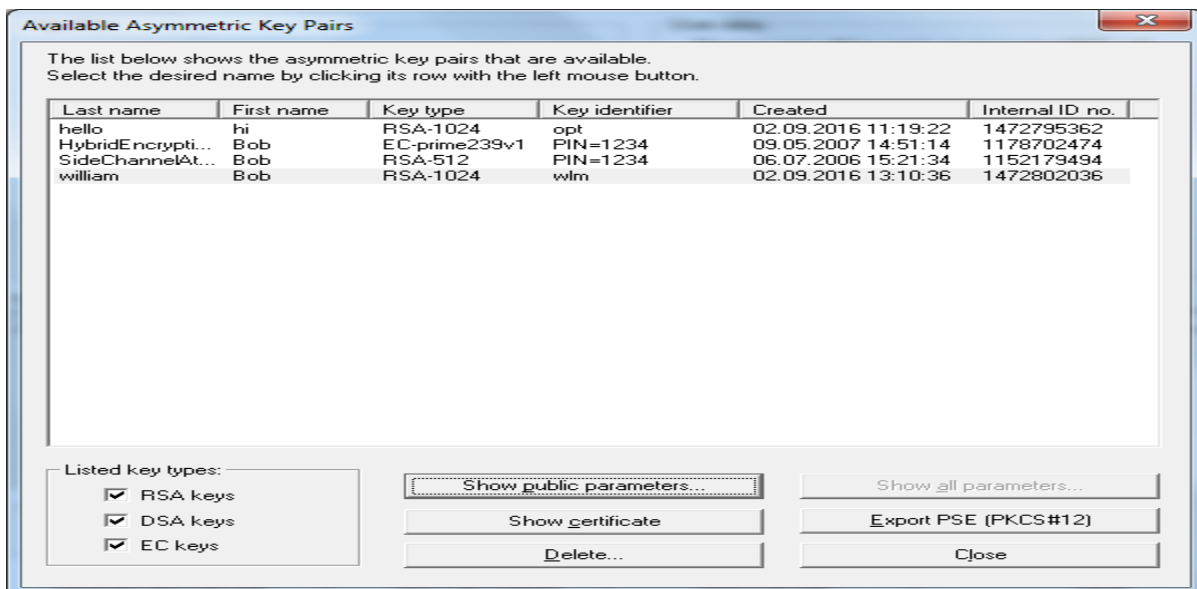 Available Asymmetric Key Pairs
The list below shows the asymmetric key pairs that are available.
Select the desired name by clicking its row with the left mouse button.
Last name First name Key type Key identifier Created Internal ID no.
hello hi RSA-1024 opt 02.09.2016 11:19:22 1472795362
HybridEncrypti... Bob EC-prime239v1 PIN=1234 09.05.2007 14:51:14 1178702474
SideChannelAt... Bob RSA-512 PIN=1234 06.07.2006 15:21:34 1152179494
william Bob RSA-1024 wlm 02.09.2016 13:10:36 1472802036
Listed key types:
RSA keys
DSA keys
EC keys
Show public parameters...
Show all parameters...
Show certificate
Export PSE (PKCS#12)
Delete...
Close